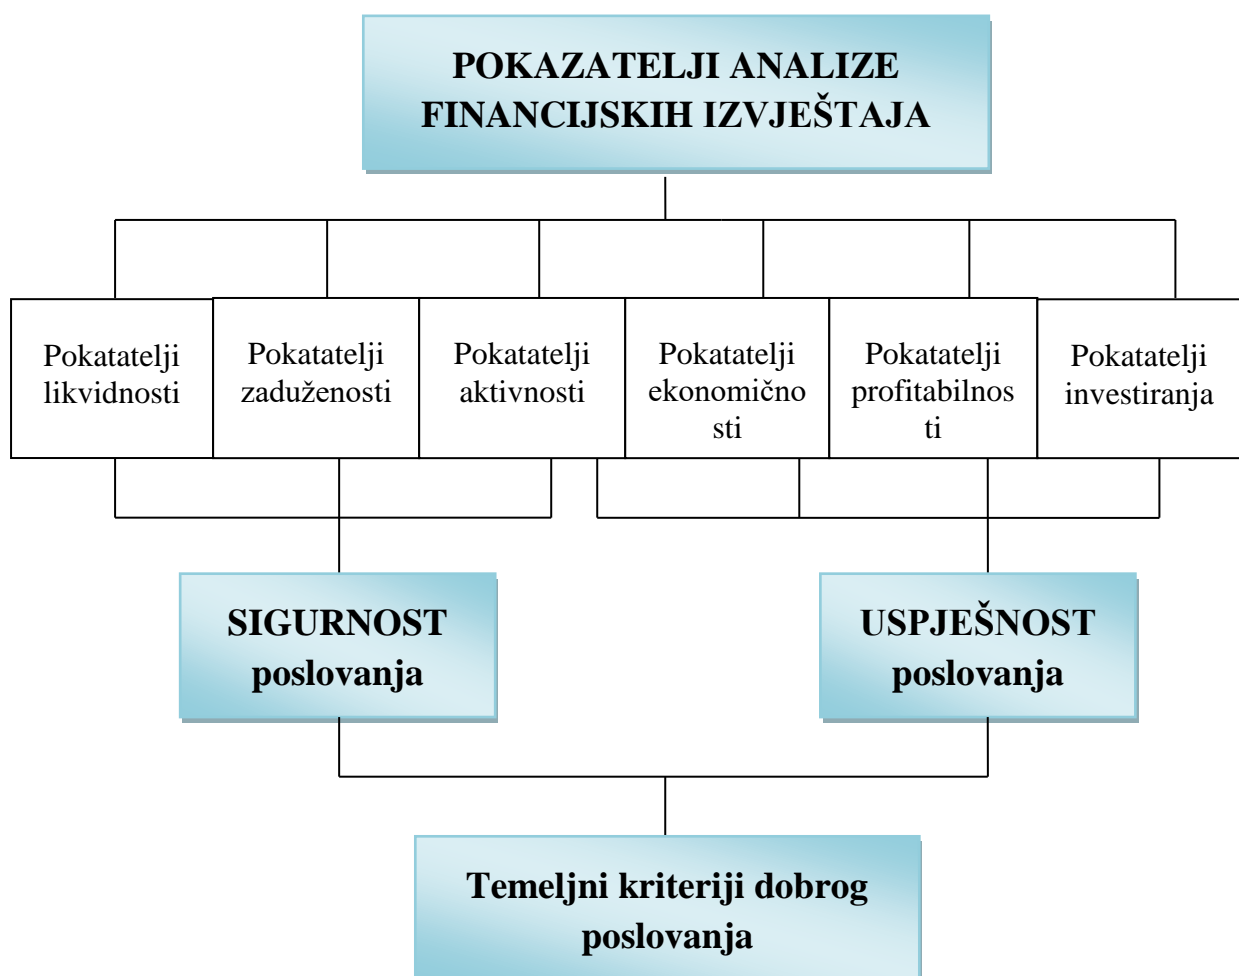 POKAZATELJI ANALIZE
FINANCIJSKIH IZVJEŠTAJA
Pokatatelji
likvidnosti
Pokatatelji
zaduženosti
Pokatatelji
aktivnosti
Pokatatelji
ekonomično
sti
Pokatatelji
profitabilnos
ti
Pokatatelji
investiranja
SIGURNOST
poslovanja
USPJEŠNOST
poslovanja
Temeljni kriteriji dobrog
poslovanja